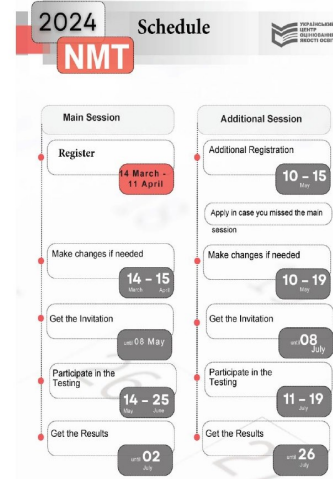 2024
NMT
Schedule
УКРАЇНСЬКИЙ
ЦЕНТР
ОЦІНЮВАННЯ
ЯКОСТІ ОСВІТИ
Main Session
Register
14 March -
11 April
Make changes if needed
14 – 15
March April
Get the Invitation
until 08 May
Participate in the
Testing
14 – 25
May June
Get the Results
until 02
July
Additional Session
Additional Registration
10 – 15
May
Apply in case you missed the main
session
Make changes if needed
10 – 19
May
Get the Invitation
until 08
July
Participate in the
Testing
11 – 19
July
Get the Results
until 26
July